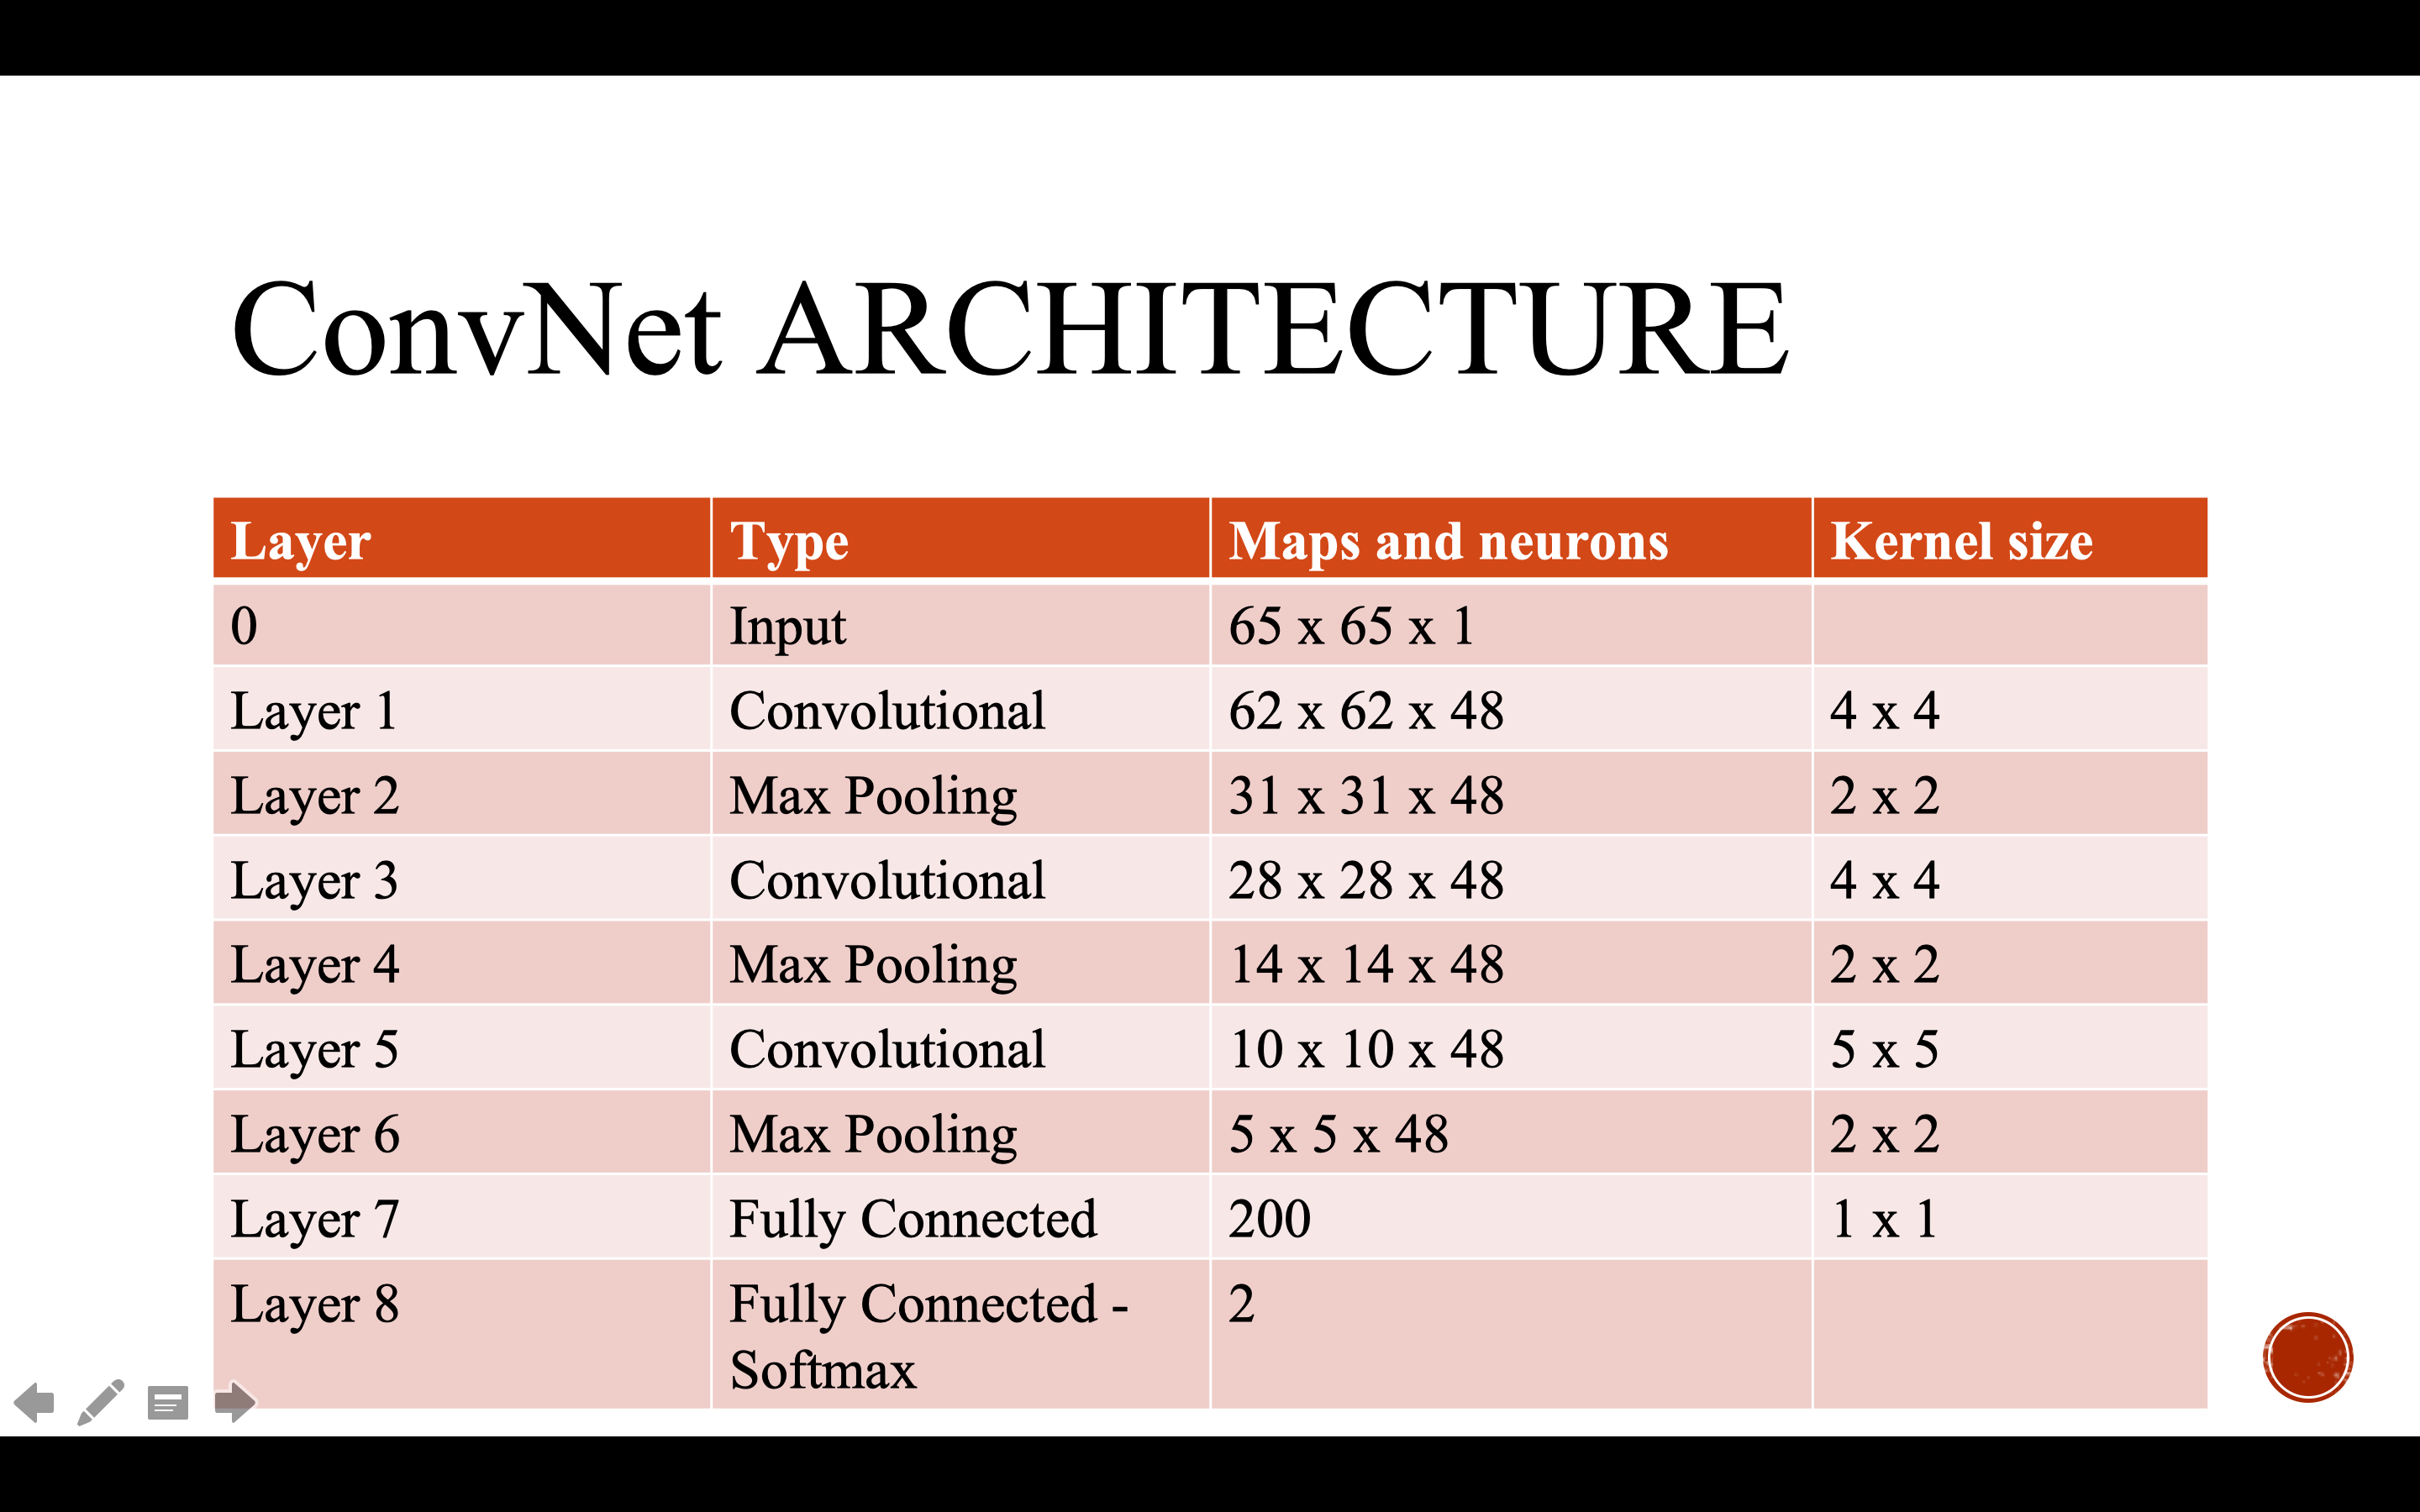 ConvNet ARCHITECTURE
Layer Type Maps and neurons Kernel size
0 Input 65 x 65 x 1
Layer 1 Convolutional 62 x 62 x 48 4 x 4
Layer 2 Max Pooling 31 x 31 x 48 2 x 2
Layer 3 Convolutional 28 x 28 x 48 4 x 4
Layer 4 Max Pooling 14 x 14 x 48 2 x 2
Layer 5 Convolutional 10 x 10 x 48 5 x 5
Layer 6 Max Pooling 5 x 5 x 48 2 x 2
Layer 7 Fully Connected 200 1 x 1
Layer 8 Fully Connected - 2
Softmax